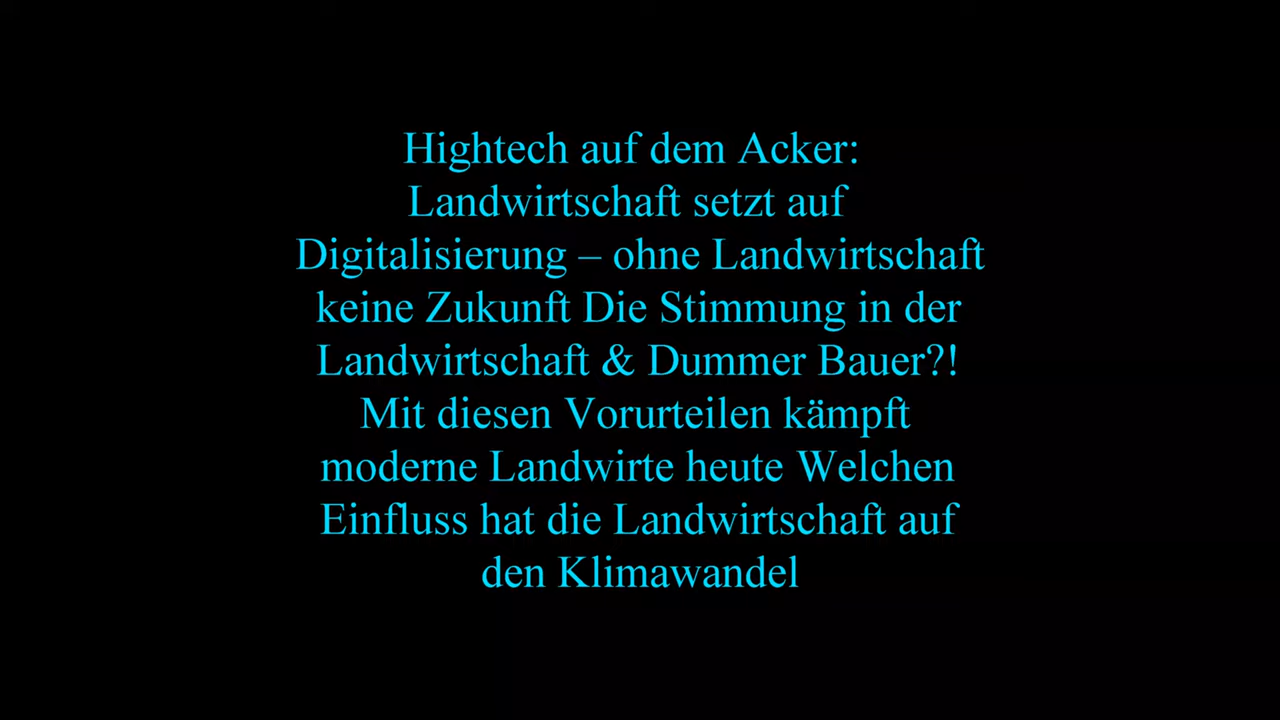 Hightech auf dem Acker:
Landwirtschaft setzt auf
Digitalisierung – ohne Landwirtschaft
keine Zukunft Die Stimmung in der
Landwirtschaft & Dummer Bauer?!
Mit diesen Vorurteilen kämpft
moderne Landwirte heute Welchen
Einfluss hat die Landwirtschaft auf
den Klimawandel